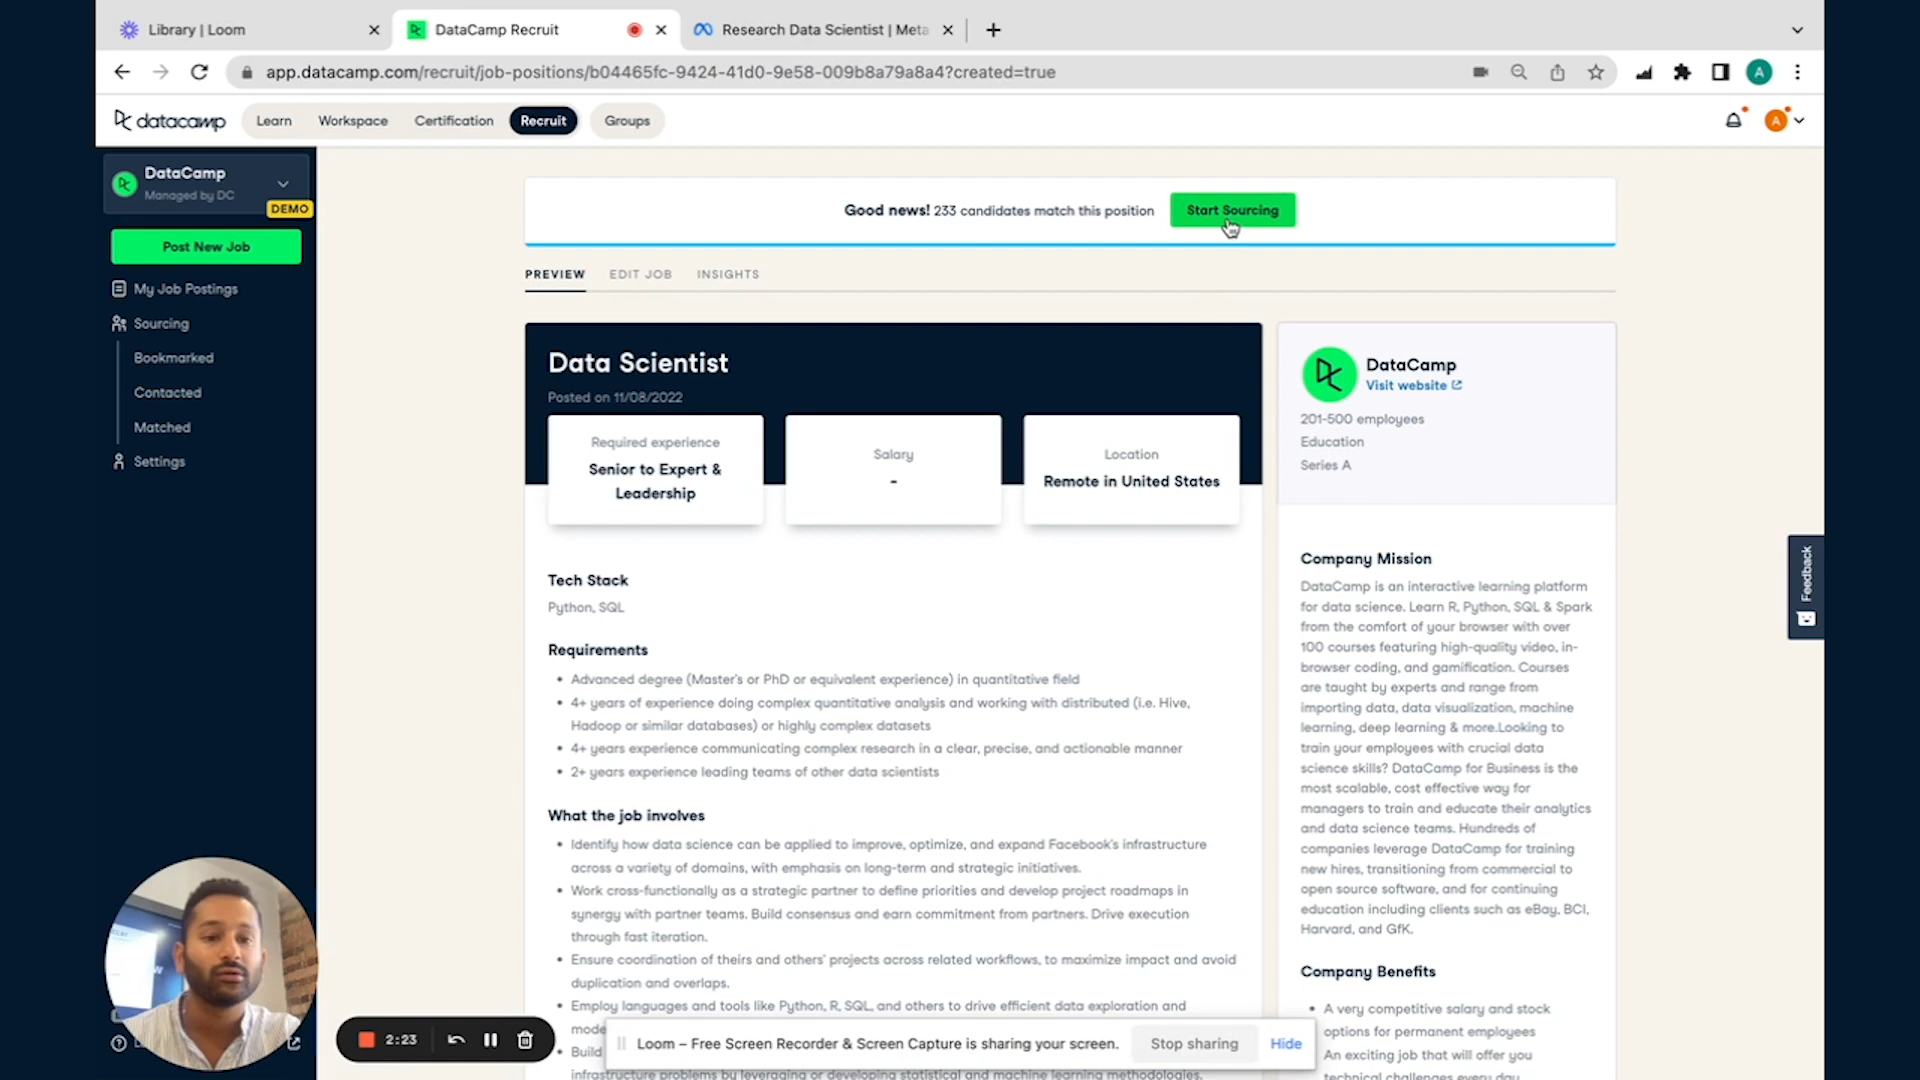 Library | Loom
DataCamp Recruit
Research Data Scientist | Meta
app.datacamp.com/recruit/job-positions/b04465fc-9424-41d0-9e58-009b8a79a8a4?created=true
A
datacamp
Learn
Workspace
Certification
Recruit
Groups
A
DataCamp
Managed by DC
DEMO
Post New Job
My Job Postings
Sourcing
Bookmarked
Contacted
Matched
Settings
Good news! 233 candidates match this position
Start Sourcing
PREVIEW
EDIT JOB
INSIGHTS
Data Scientist
Posted on 11/08/2022
Required experience
Senior to Expert &
Leadership
Salary
-
Location
Remote in United States
Tech Stack
Python, SQL
Requirements
• Advanced degree (Master's or PhD or equivalent experience) in quantitative field
• 4+ years of experience doing complex quantitative analysis and working with distributed (i.e. Hive,
Hadoop or similar databases) or highly complex datasets
• 4+ years experience communicating complex research in a clear, precise, and actionable manner
• 2+ years experience leading teams of other data scientists
What the job involves
• Identify how data science can be applied to improve, optimize, and expand Facebook's infrastructure
across a variety of domains, with emphasis on long-term and strategic initiatives.
• Work cross-functionally as a strategic partner to define priorities and develop project roadmaps in
synergy with partner teams. Build consensus and earn commitment from partners. Drive execution
through fast iteration.
• Ensure coordination of theirs and others' projects across related workflows, to maximize impact and avoid
duplication and overlaps.
• Employ languages and tools like Python, R, SQL, and others to drive efficient data exploration and
• Build
infrastructure problems by leveraging or developing statistical and machine learning methodologies.
DataCamp
Visit website
201-500 employees
Education
Series A
Company Mission
DataCamp is an interactive learning platform
for data science. Learn R, Python, SQL & Spark
from the comfort of your browser with over
100 courses featuring high-quality video, in-
browser coding, and gamification. Courses
are taught by experts and range from
importing data, data visualization, machine
learning, deep learning & more.Looking to
train your employees with crucial data
science skills? DataCamp for Business is the
most scalable, cost effective way for
managers to train and educate their analytics
and data science teams. Hundreds of
companies leverage DataCamp for training
new hires, transitioning from commercial to
open source software, and for continuing
education including clients such as eBay, BCI,
Harvard, and GfK.
Company Benefits
• A very competitive salary and stock
options for permanent employees
An exciting job that will offer you
technical challenges every day
Feedback
2:23
Loom – Free Screen Recorder & Screen Capture is sharing your screen.
Stop sharing
Hide